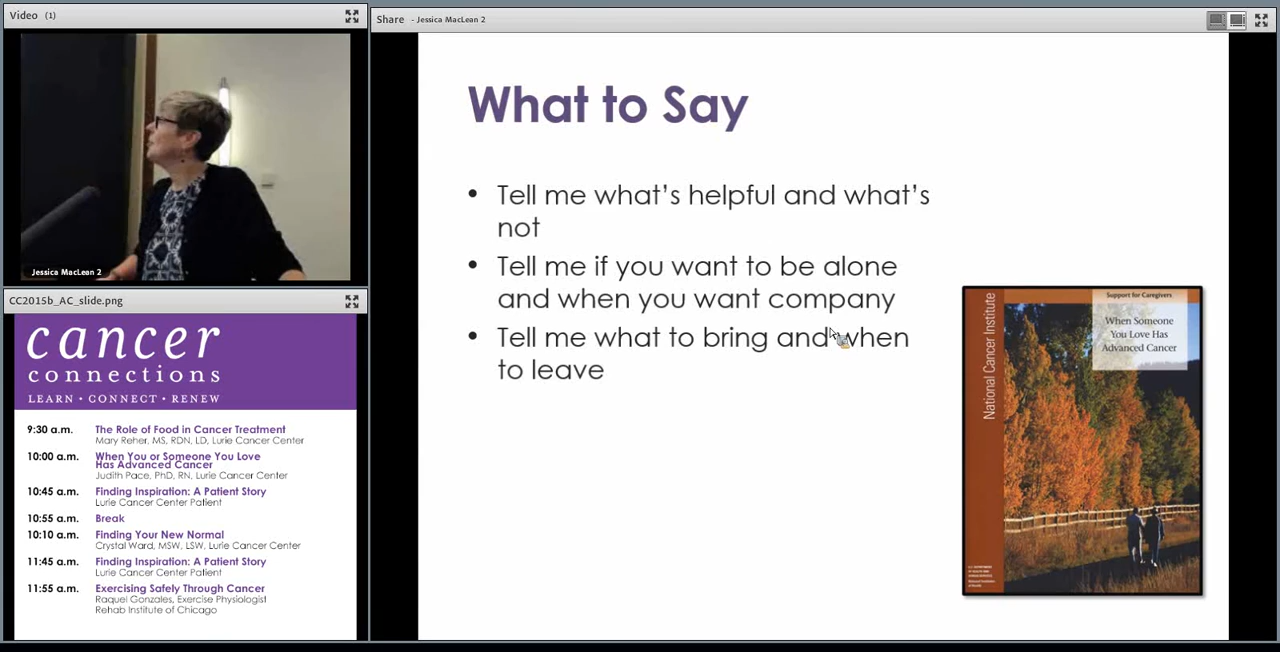 Video (1)
Jessica MacLean 2
CC2015b_AC_slide.png
cancer
connections
LEARN • CONNECT • RENEW
9:30 a.m. The Role of Food in Cancer Treatment
Mary Reher, MS, RDN, LD, Lurie Cancer Center
10:00 a.m. When You or Someone You Love
Has Advanced Cancer
Judith Pace, PhD, RN, Lurie Cancer Center
10:45 a.m. Finding Inspiration: A Patient Story
Lurie Cancer Center Patient
10:55 a.m. Break
10:10 a.m. Finding Your New Normal
Crystal Ward, MSW, LSW, Lurie Cancer Center
11:45 a.m. Finding Inspiration: A Patient Story
Lurie Cancer Center Patient
11:55 a.m. Exercising Safely Through Cancer
Raquel Gonzales, Exercise Physiologist
Rehab Institute of Chicago
Share - Jessica MacLean 2
What to Say
• Tell me what's helpful and what's
not
• Tell me if you want to be alone
and when you want company
• Tell me what to bring and when
to leave
National Cancer Institute
Support for Caregivers
When Someone
You Love Has
Advanced Cancer